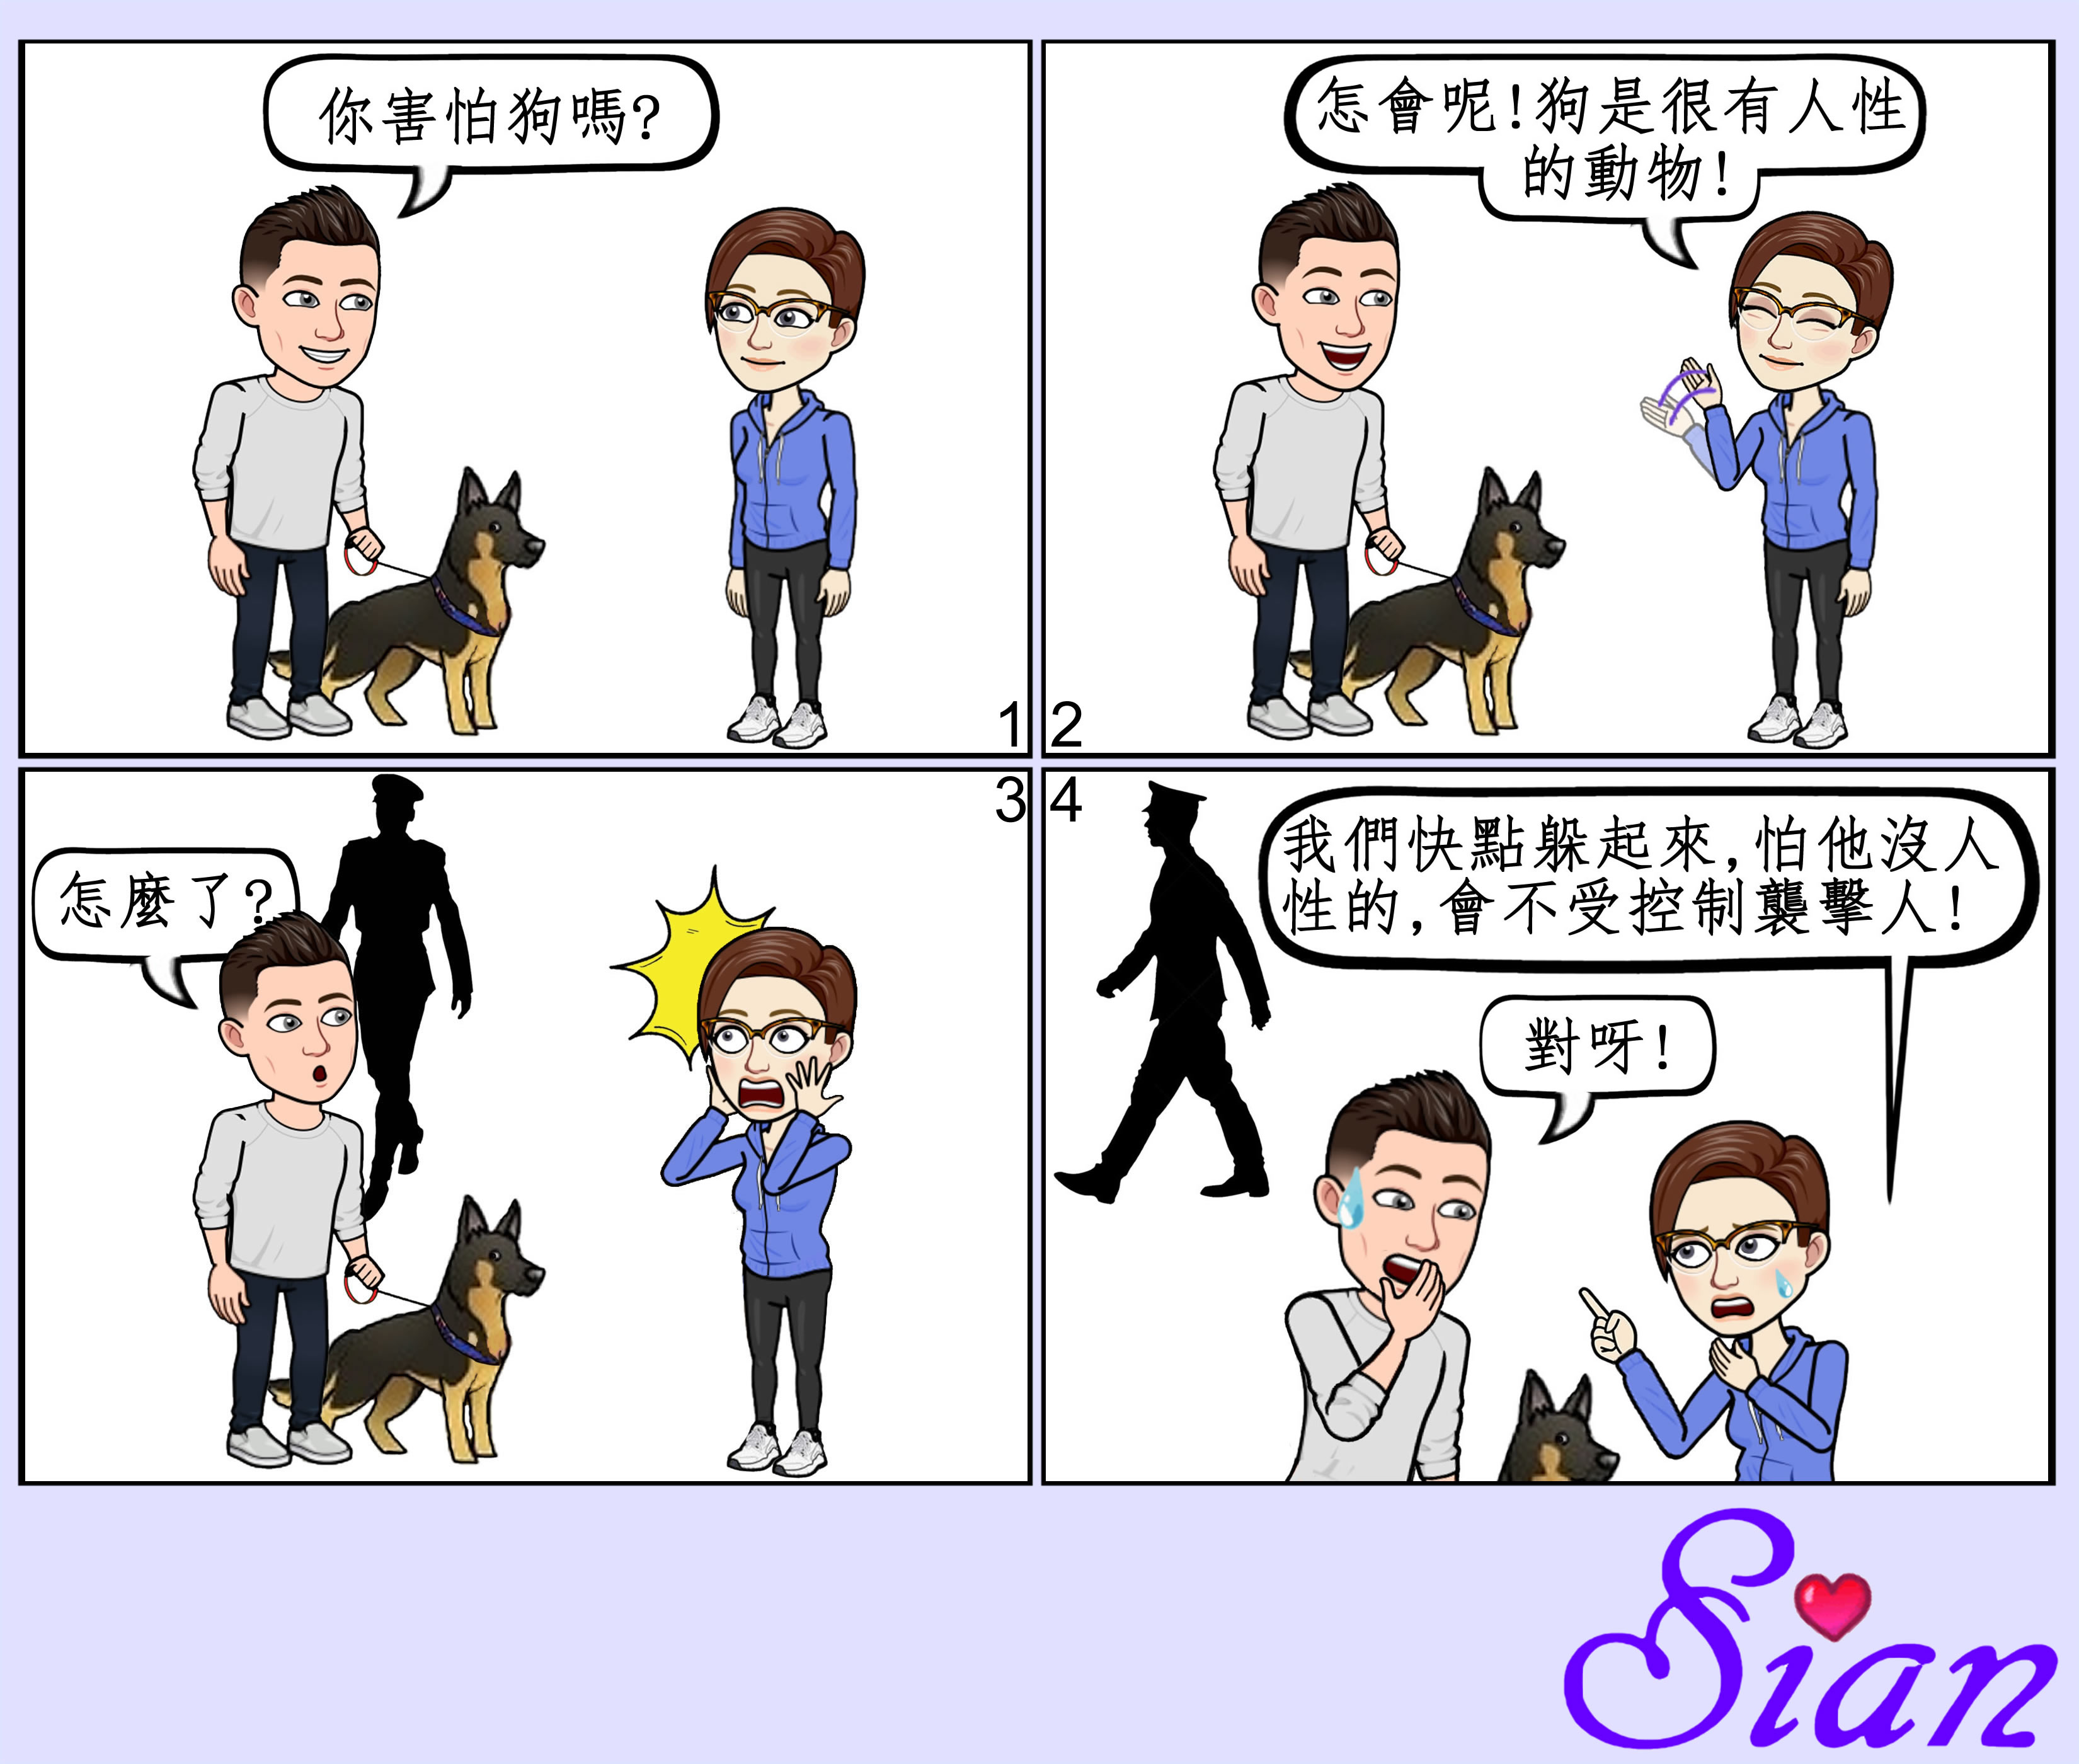 你害怕狗嗎?
1
怎會呢!狗是很有人性
的動物!
2
怎麼了?
3
4
我們快點躲起來,怕他沒人
性的,會不受控制襲擊人!
對呀!
Sian